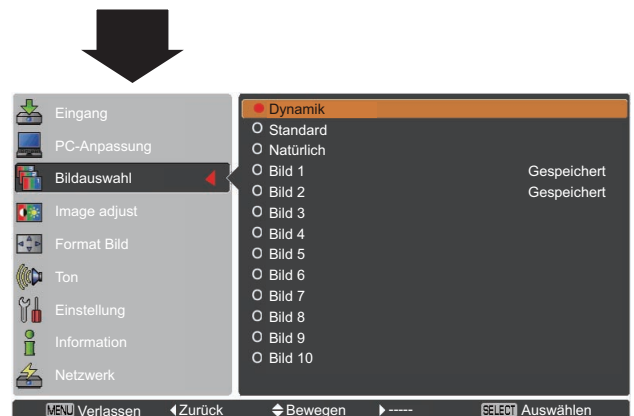 Eingang
PC-Anpassung
Bildauswahl
Image adjust
Format Bild
Ton
Einstellung
Information
Netzwerk
Dynamik
Standard
Natürlich
Bild 1 Gespeichert
Bild 2 Gespeichert
Bild 3
Bild 4
Bild 5
Bild 6
Bild 7
Bild 8
Bild 9
Bild 10
MENU Verlassen Zurück Bewegen ----- SELECT Auswählen